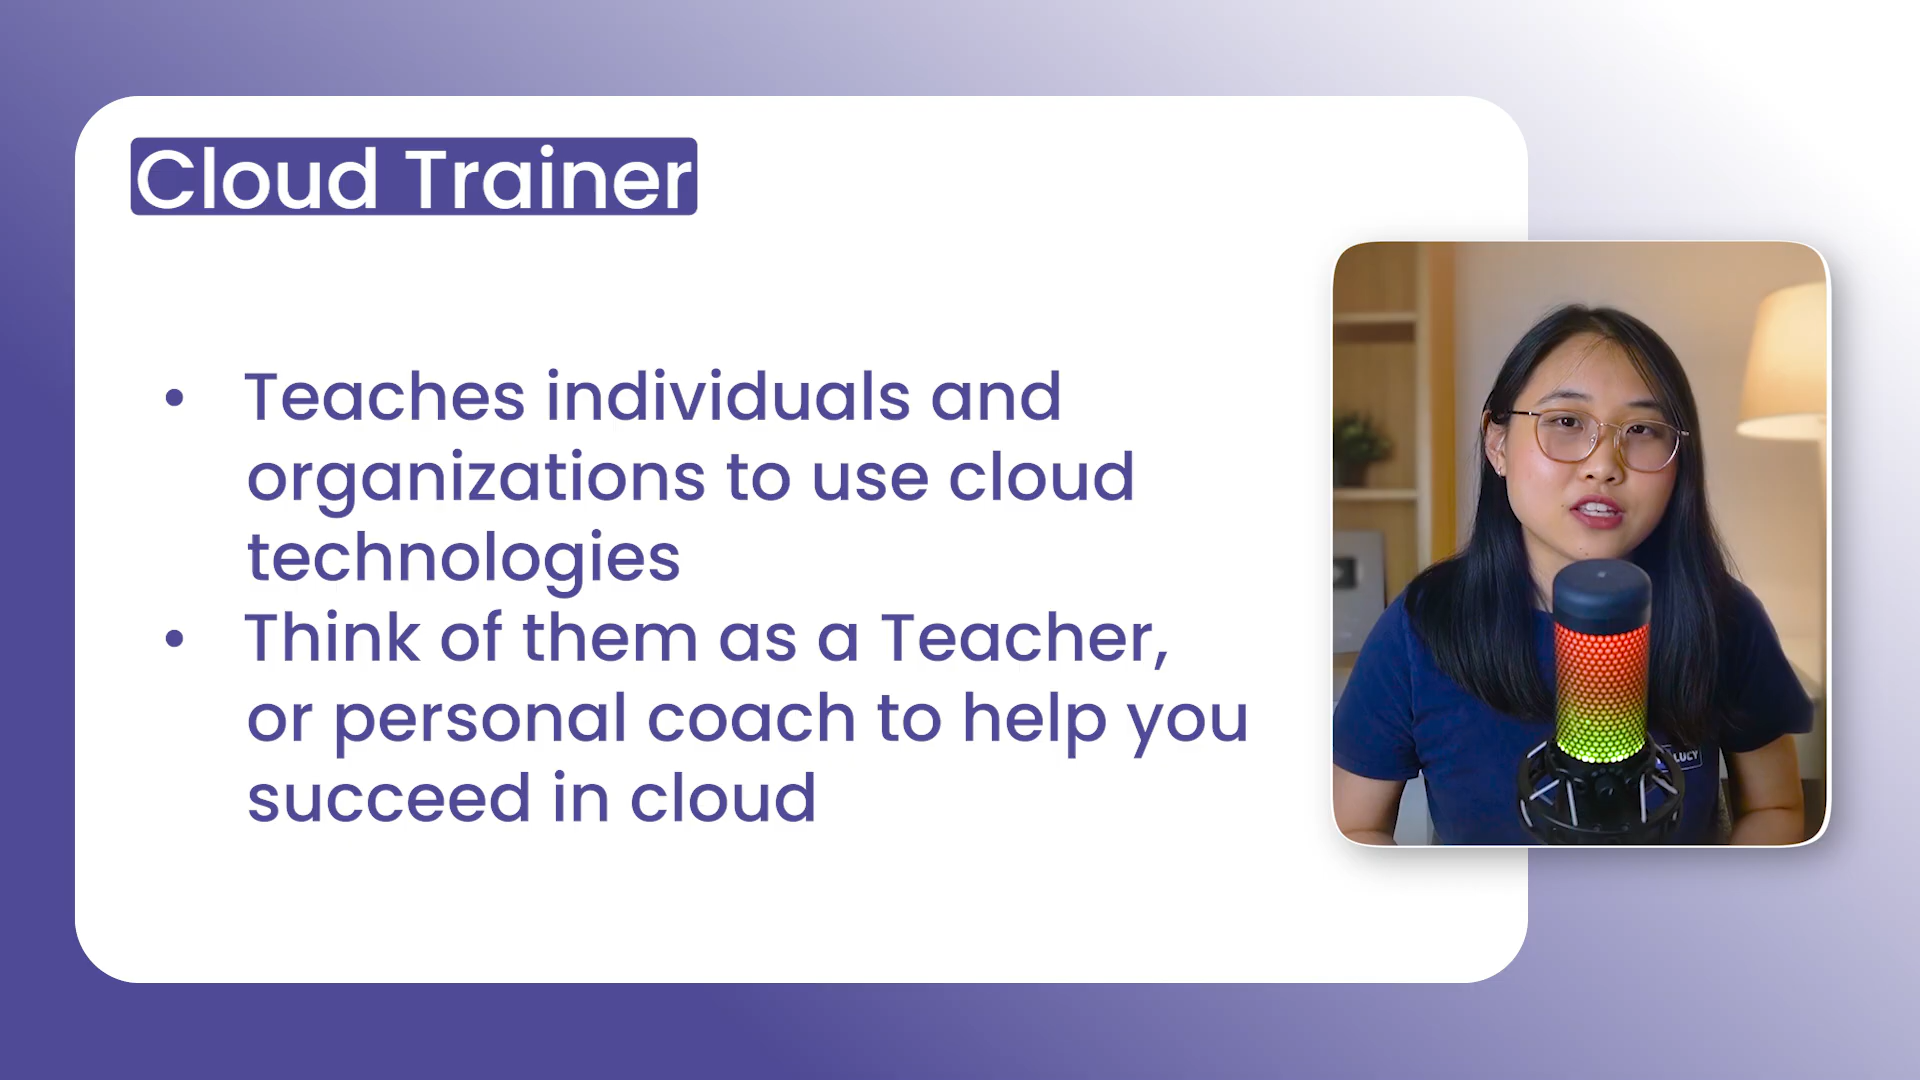 Cloud Trainer
• Teaches individuals and
organizations to use cloud
technologies
• Think of them as a Teacher,
or personal coach to help you
succeed in cloud
LUCY